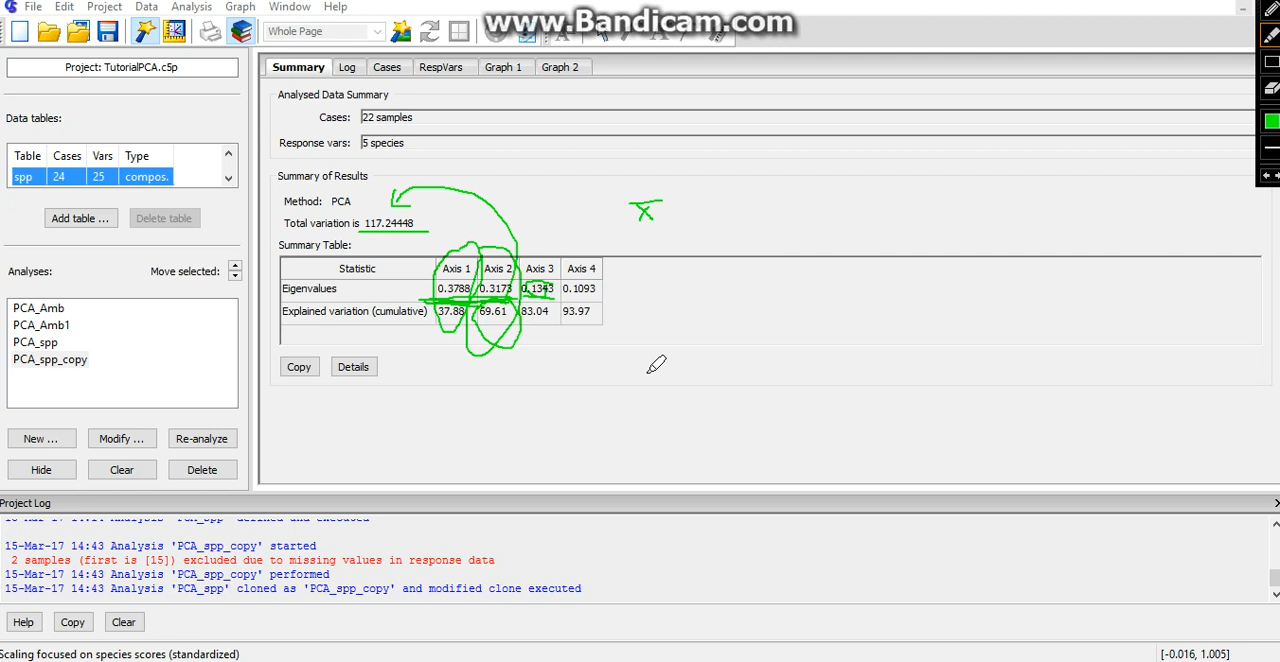 File Edit Project Data Analysis Graph Window Help
www.Bandicam.com
Whole Page
Project: TutorialPCA.c5p
Summary Log Cases RespVars Graph 1 Graph 2
Analysed Data Summary
Data tables:
Cases: 22 samples
Response vars: 5 species
Table Cases Vars Type
spp 24 25 compos.
Summary of Results
Method: PCA
Add table ... Delete table
Total variation is 117.24448
x
Summary Table:
Statistic Axis 1 Axis 2 Axis 3 Axis 4
Eigenvalues 0.3788 0.3173 0.1343 0.1093
Explained variation (cumulative) 37.88 69.61 83.04 93.97
Copy Details
Analyses: Move selected:
PCA_Amb
PCA_Amb1
PCA_spp
PCA_spp_copy
New ... Modify ... Re-analyze
Hide Clear Delete
Project Log
15-Mar-17 14:43 Analysis 'PCA_spp_copy' started
2 samples (first is [15]) excluded due to missing values in response data
15-Mar-17 14:43 Analysis 'PCA_spp_copy' performed
15-Mar-17 14:43 Analysis 'PCA_spp' cloned as 'PCA_spp_copy' and modified clone executed
Help Copy Clear
Scaling focused on species scores (standardized) [-0.016, 1.005]